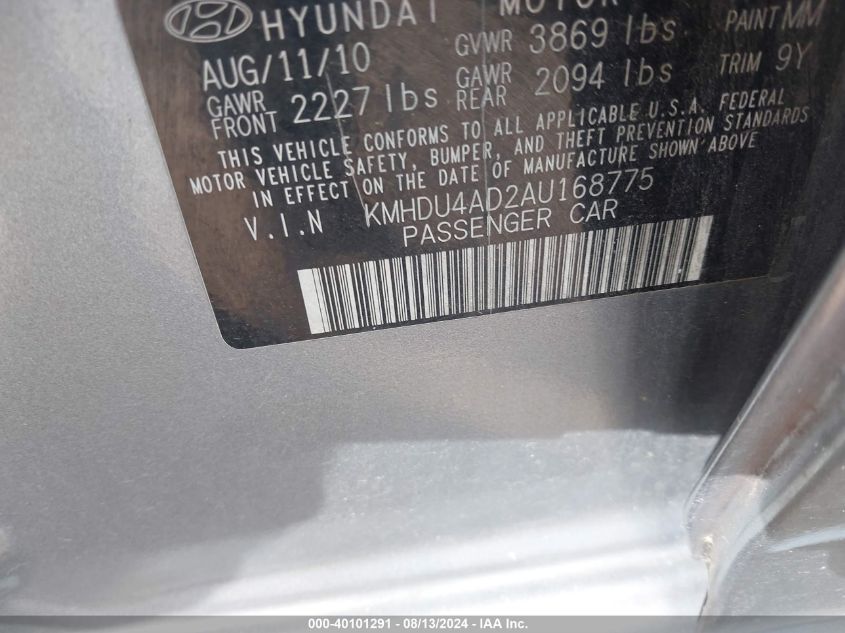 HYUNDAI MOTOR
AUG/11/10 GVWR 3869 lbs PAINT MM
GAWR FRONT 2227 lbs GAWR REAR 2094 lbs TRIM 9Y
THIS VEHICLE CONFORMS TO ALL APPLICABLE U.S.A. FEDERAL
MOTOR VEHICLE SAFETY, BUMPER, AND THEFT PREVENTION STANDARDS
IN EFFECT ON THE DATE OF MANUFACTURE SHOWN ABOVE
V.I.N KMHDU4AD2AU168775
PASSENGER CAR
000-40101291 - 08/13/2024 - IAA Inc.